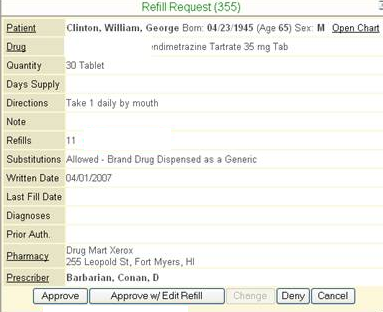 Refill Request (355)
Patient Clinton, William, George Born: 04/23/1945 (Age 65) Sex: M Open Chart
Drug ndimetrazine Tartrate 35 mg Tab
Quantity 30 Tablet
Days Supply
Directions Take 1 daily by mouth
Note
Refills 11
Substitutions Allowed - Brand Drug Dispensed as a Generic
Written Date 04/01/2007
Last Fill Date
Diagnoses
Prior Auth.
Pharmacy Drug Mart Xerox
255 Leopold St, Fort Myers, HI
Prescriber Barbarian, Conan, D
Approve Approve w/ Edit Refill Change Deny Cancel